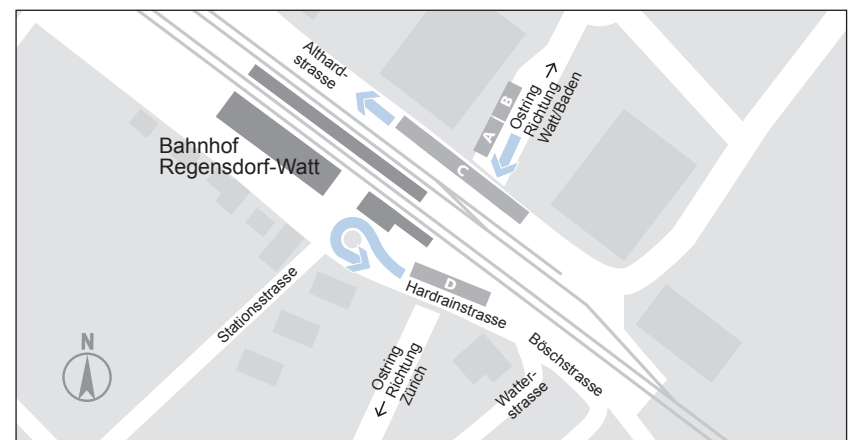 Althard-
strasse
Ostring
Richtung
Watt/Baden
A
B
C
Bahnhof
Regensdorf-Watt
D
Hardrainstrasse
Stationsstrasse
Böschstrasse
Watter-
strasse
Ostring
Richtung
Zürich
N